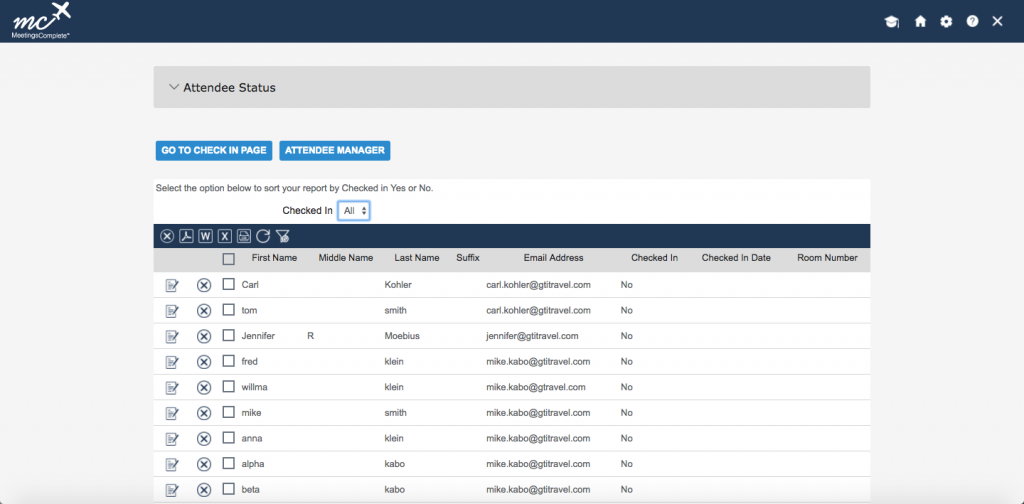 mc
MeetingsComplete™
Attendee Status
GO TO CHECK IN PAGE ATTENDEE MANAGER
Select the option below to sort your report by Checked in Yes or No.
Checked In All
First Name Middle Name Last Name Suffix Email Address Checked In Checked In Date Room Number
Carl Kohler carl.kohler@gtitravel.com No
tom smith carl.kohler@gtitravel.com No
Jennifer R Moebius jennifer@gtitravel.com No
fred klein mike.kabo@gtitravel.com No
willma klein mike.kabo@gtravel.com No
mike smith mike.kabo@gtitravel.com No
anna klein mike.kabo@gtitravel.com No
alpha kabo mike.kabo@gtitravel.com No
beta kabo mike.kabo@gtitravel.com No